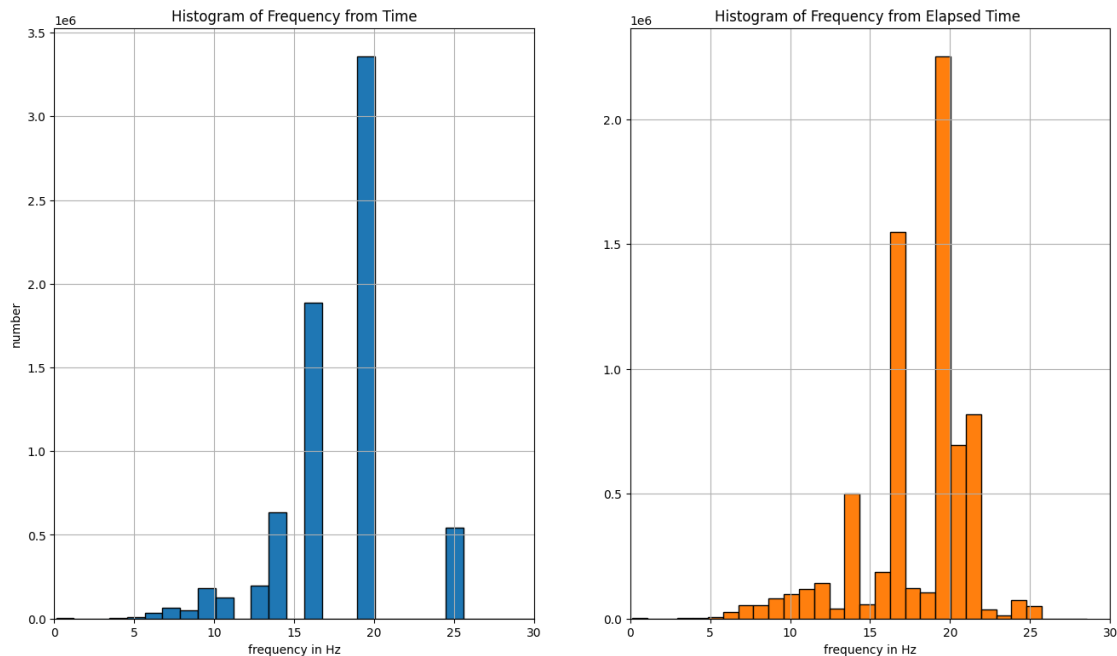 Histogram of Frequency from Time
1e6
3.5
3.0
2.5
2.0
1.5
1.0
0.5
0.0
number
0 5 10 15 20 25 30
frequency in Hz
Histogram of Frequency from Elapsed Time
1e6
2.0
1.5
1.0
0.5
0.0
0 5 10 15 20 25 30
frequency in Hz